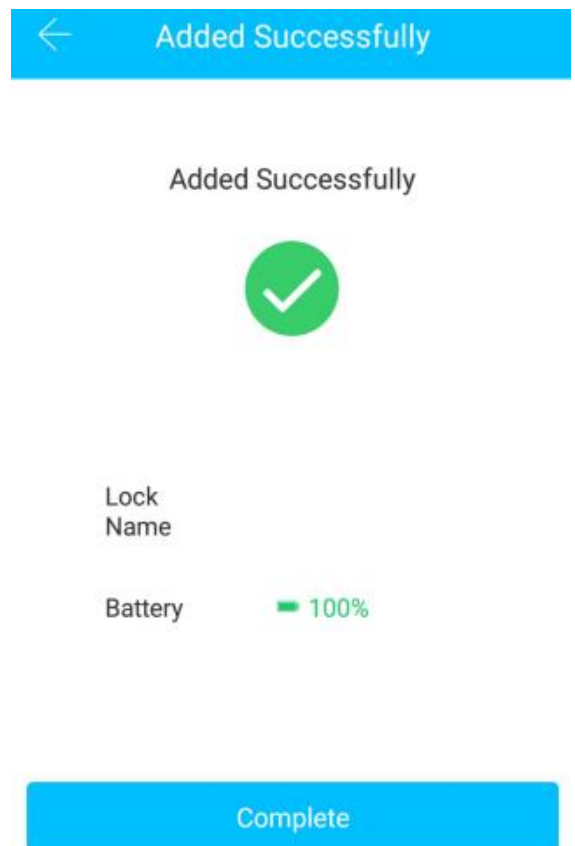 Added Successfully
Added Successfully
Lock
Name
Battery 100%
Complete